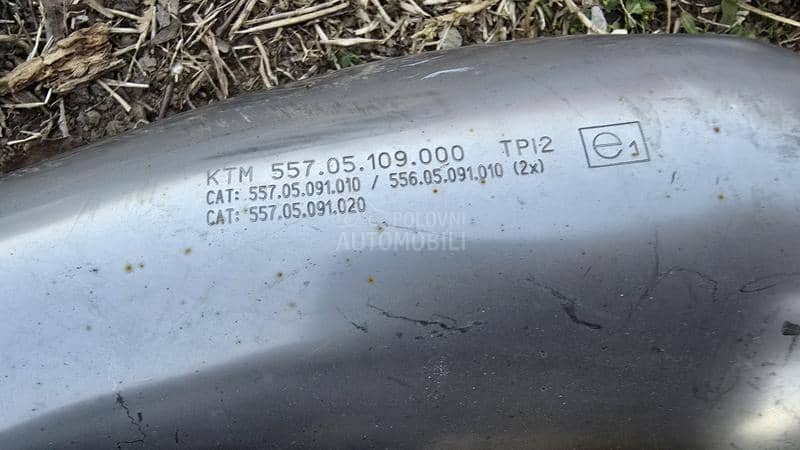 KTM 557.05.109.000 TPI2 e1
CAT: 557.05.091.010 / 556.05.091.010 (2x)
CAT: 557.05.091.020
POLOVNI
AUTOMOBILI